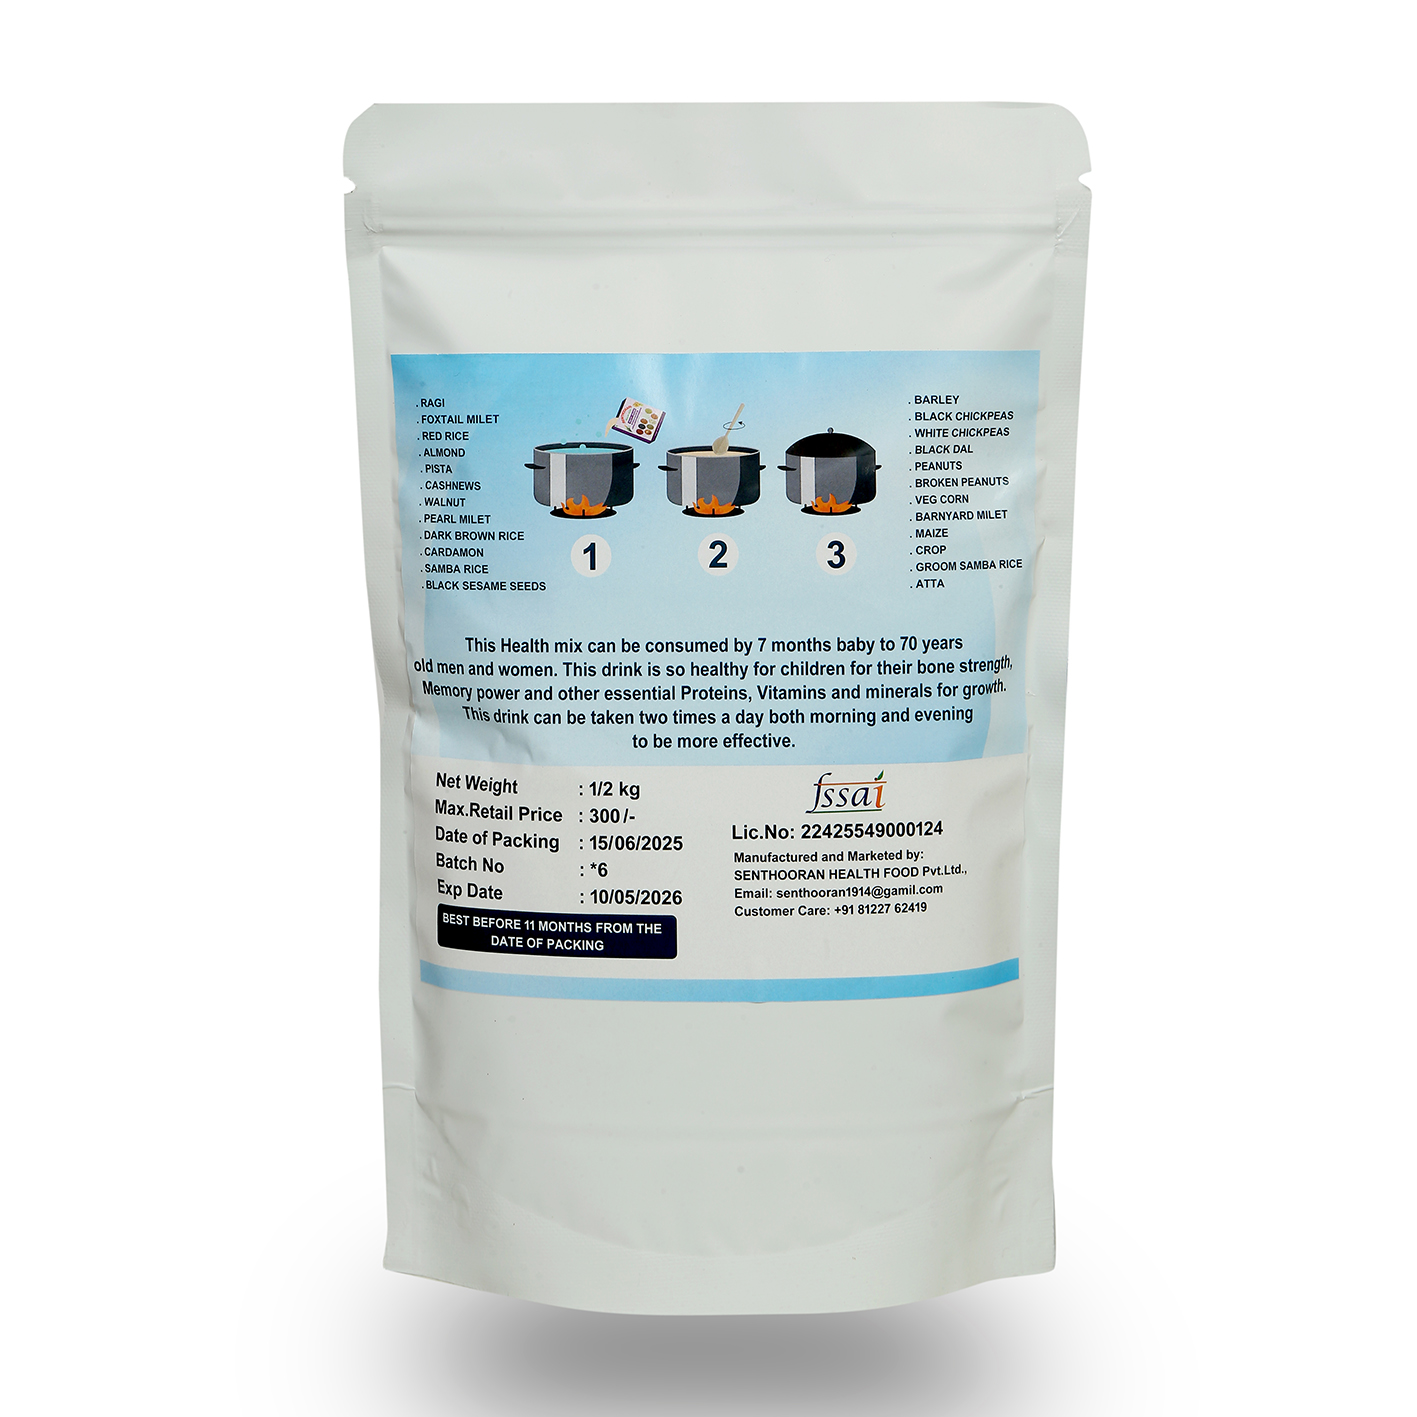 . RAGI
. FOXTAIL MILET
. RED RICE
. ALMOND
. PISTA
. CASHNEWS
. WALNUT
. PEARL MILET
. DARK BROWN RICE
. CARDAMON
. SAMBA RICE
. BLACK SESAME SEEDS
1
2
3
. BARLEY
. BLACK CHICKPEAS
. WHITE CHICKPEAS
. BLACK DAL
. PEANUTS
. BROKEN PEANUTS
. VEG CORN
. BARNYARD MILET
. MAIZE
. CROP
. GROOM SAMBA RICE
. ATTA
This Health mix can be consumed by 7 months baby to 70 years
old men and women. This drink is so healthy for children for their bone strength,
Memory power and other essential Proteins, Vitamins and minerals for growth.
This drink can be taken two times a day both morning and evening
to be more effective.
Net Weight : 1/2 kg
Max.Retail Price : 300/-
Date of Packing : 15/06/2025
Batch No : *6
Exp Date : 10/05/2026
BEST BEFORE 11 MONTHS FROM THE
DATE OF PACKING
fssai
Lic.No: 22425549000124
Manufactured and Marketed by:
SENTHOORAN HEALTH FOOD Pvt.Ltd.,
Email: senthooran1914@gamil.com
Customer Care: +91 81227 62419